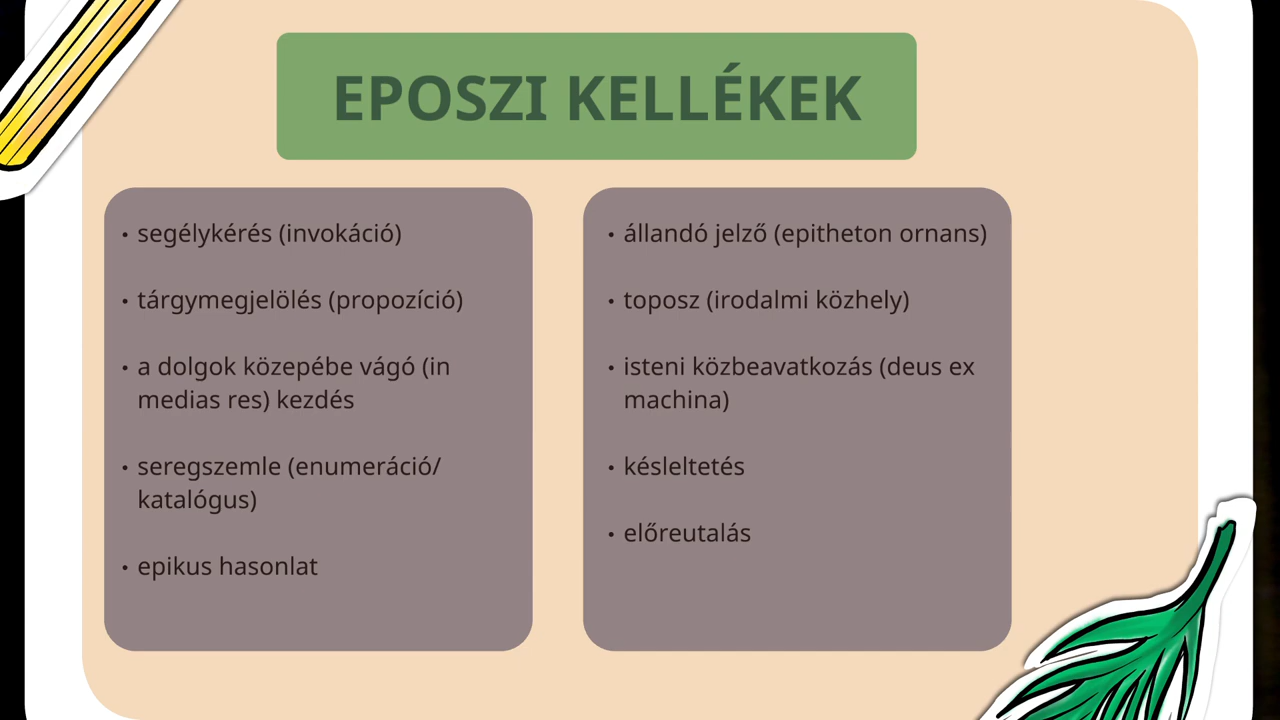 EPOSZI KELLÉKEK
• segélykérés (invokáció)
• tárgymegjelölés (propozíció)
• a dolgok közepébe vágó (in
medias res) kezdés
• seregszemle (enumeráció/
katalógus)
• epikus hasonlat
• állandó jelző (epitheton ornans)
• toposz (irodalmi közhely)
• isteni közbeavatkozás (deus ex
machina)
• késleltetés
• előreutalás